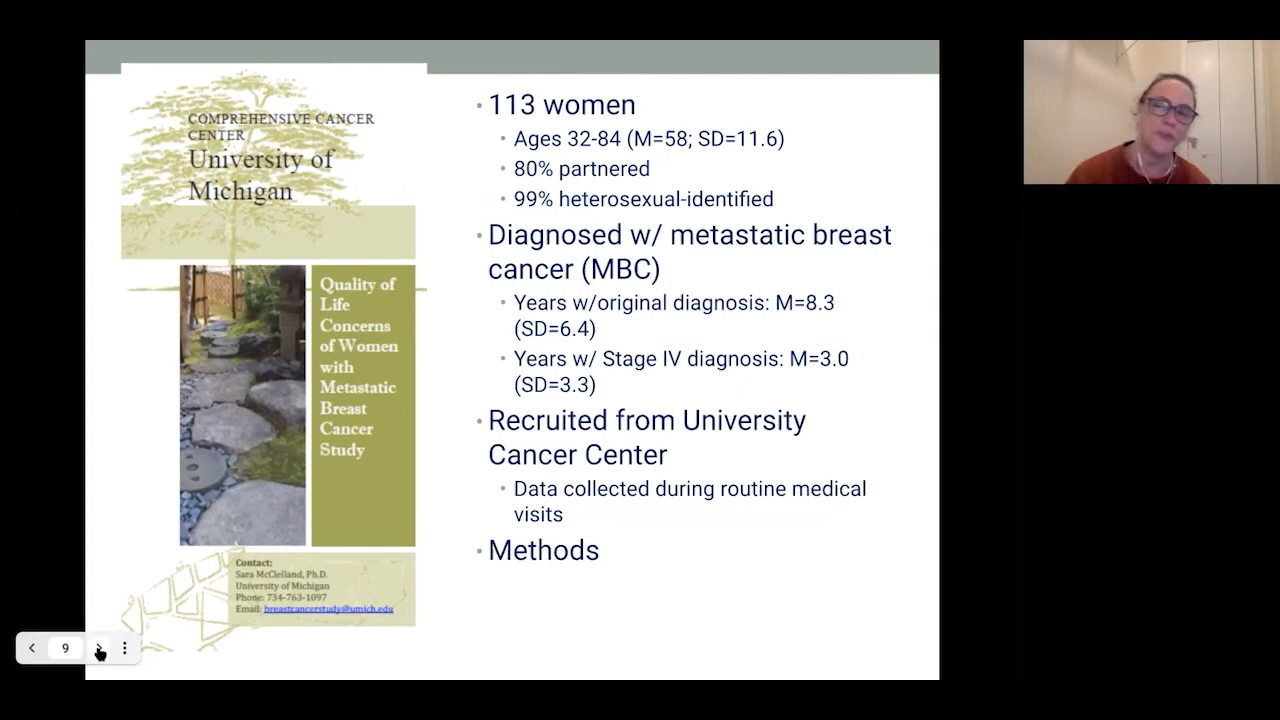 COMPREHENSIVE CANCER
CENTER
University of
Michigan
Quality of
Life
Concerns
of Women
with
Metastatic
Breast
Cancer
Study
Contact:
Sara McClelland, Ph.D.
University of Michigan
Phone: 734-763-1097
Email: breastcancerstudy@umich.edu
• 113 women
• Ages 32-84 (M=58; SD=11.6)
• 80% partnered
• 99% heterosexual-identified
• Diagnosed w/ metastatic breast
cancer (MBC)
• Years w/original diagnosis: M=8.3
(SD=6.4)
• Years w/ Stage IV diagnosis: M=3.0
(SD=3.3)
• Recruited from University
Cancer Center
• Data collected during routine medical
visits
• Methods
9